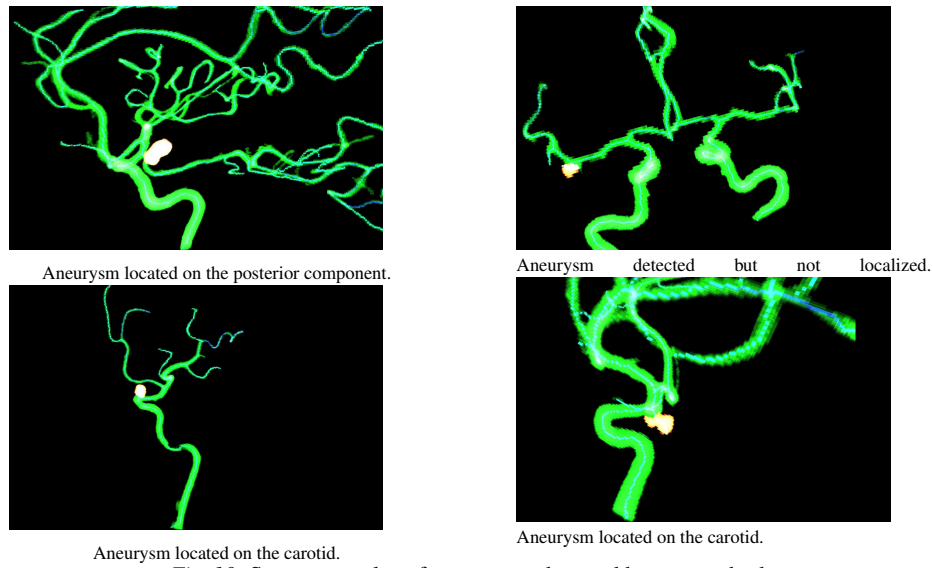 Aneurysm located on the posterior component.
Aneurysm detected but not localized.
Aneurysm located on the carotid.
Aneurysm located on the carotid.